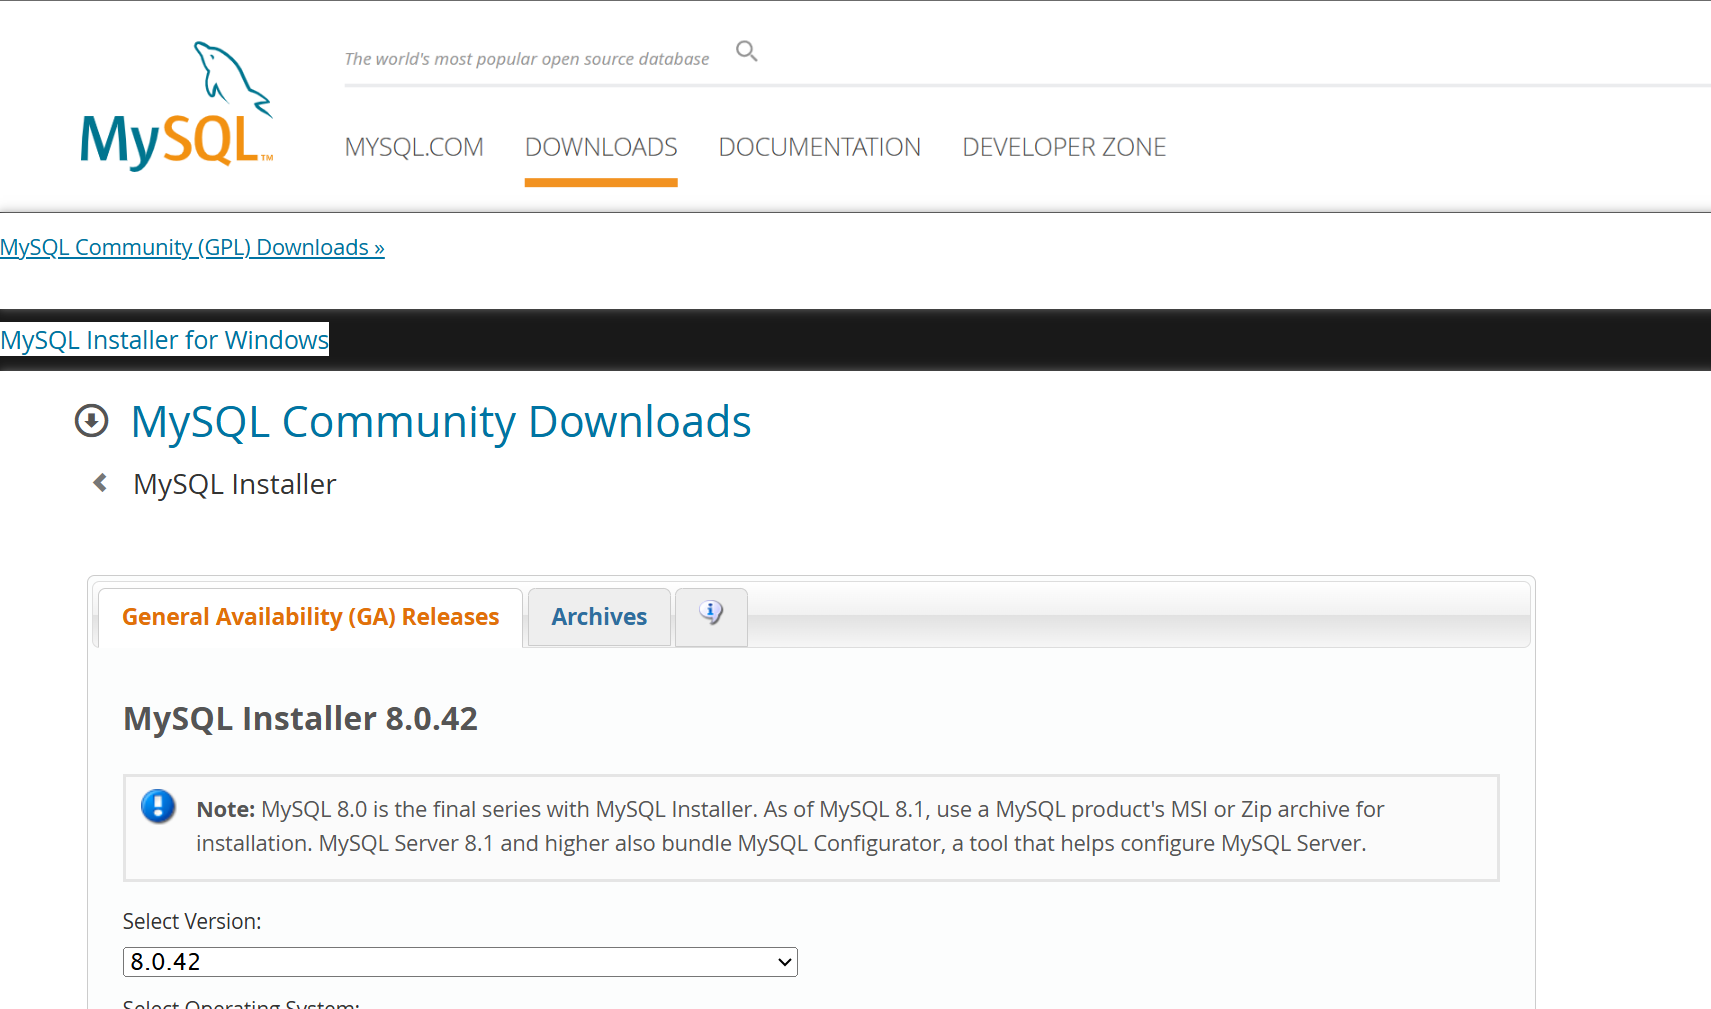 The world's most popular open source database
MySQL™
MYSQL.COM
DOWNLOADS
DOCUMENTATION
DEVELOPER ZONE
MySQL Community (GPL) Downloads »
MySQL Installer for Windows
MySQL Community Downloads
MySQL Installer
General Availability (GA) Releases
Archives
MySQL Installer 8.0.42
Note: MySQL 8.0 is the final series with MySQL Installer. As of MySQL 8.1, use a MySQL product's MSI or Zip archive for
installation. MySQL Server 8.1 and higher also bundle MySQL Configurator, a tool that helps configure MySQL Server.
Select Version:
8.0.42
Select Operating System: